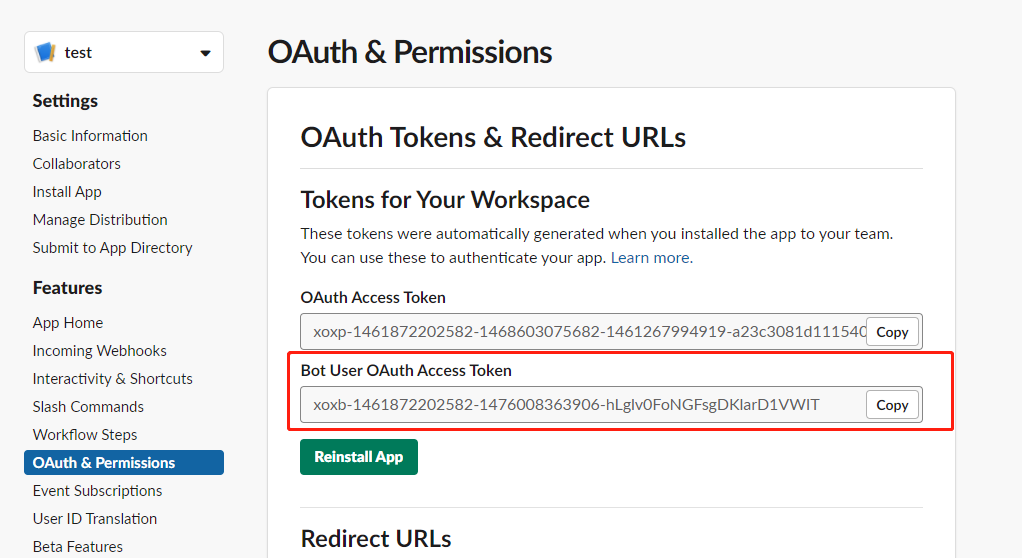 test
OAuth & Permissions
Settings
Basic Information
Collaborators
Install App
Manage Distribution
Submit to App Directory
Features
App Home
Incoming Webhooks
Interactivity & Shortcuts
Slash Commands
Workflow Steps
OAuth & Permissions
Event Subscriptions
User ID Translation
Beta Features
OAuth Tokens & Redirect URLs
Tokens for Your Workspace
These tokens were automatically generated when you installed the app to your team.
You can use these to authenticate your app. Learn more.
OAuth Access Token
xoxp-1461872202582-1468603075682-1461267994919-a23c3081d111540 Copy
Bot User OAuth Access Token
Copy
Reinstall App
Redirect URLs